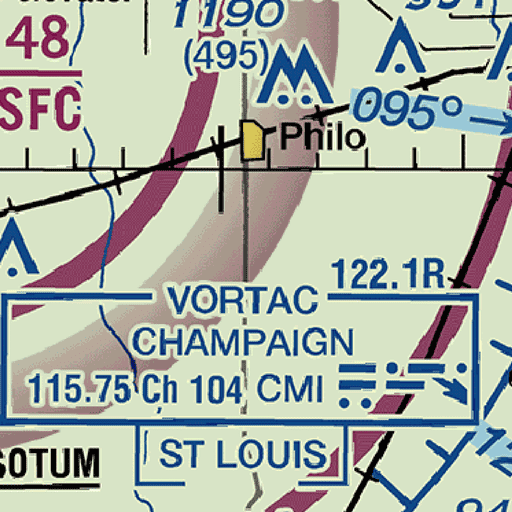 1190
(495)
48
SFC
095°
Philo
122.1R
VORTAC
CHAMPAIGN
115.75 Ch 104 CMI
ST LOUIS
SOTUM